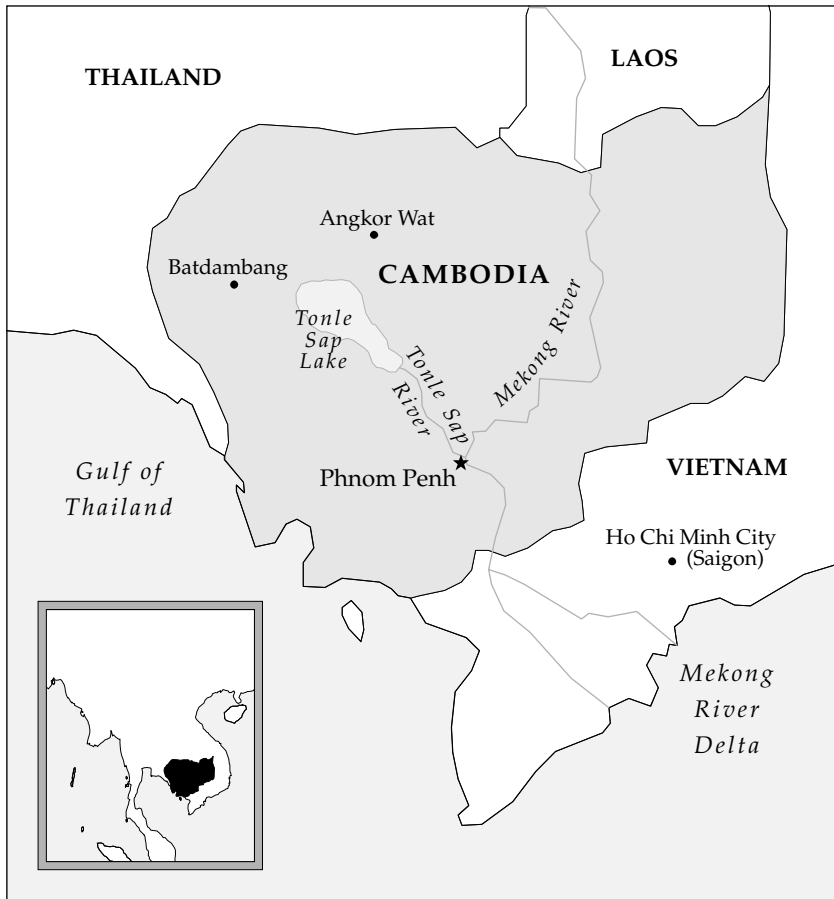 THAILAND
LAOS
Angkor Wat
Batdambang
CAMBODIA
Tonle
Sap
Lake
Tonle Sap
River
Mekong River
Phnom Penh
Gulf of
Thailand
VIETNAM
Ho Chi Minh City
(Saigon)
Mekong
River
Delta